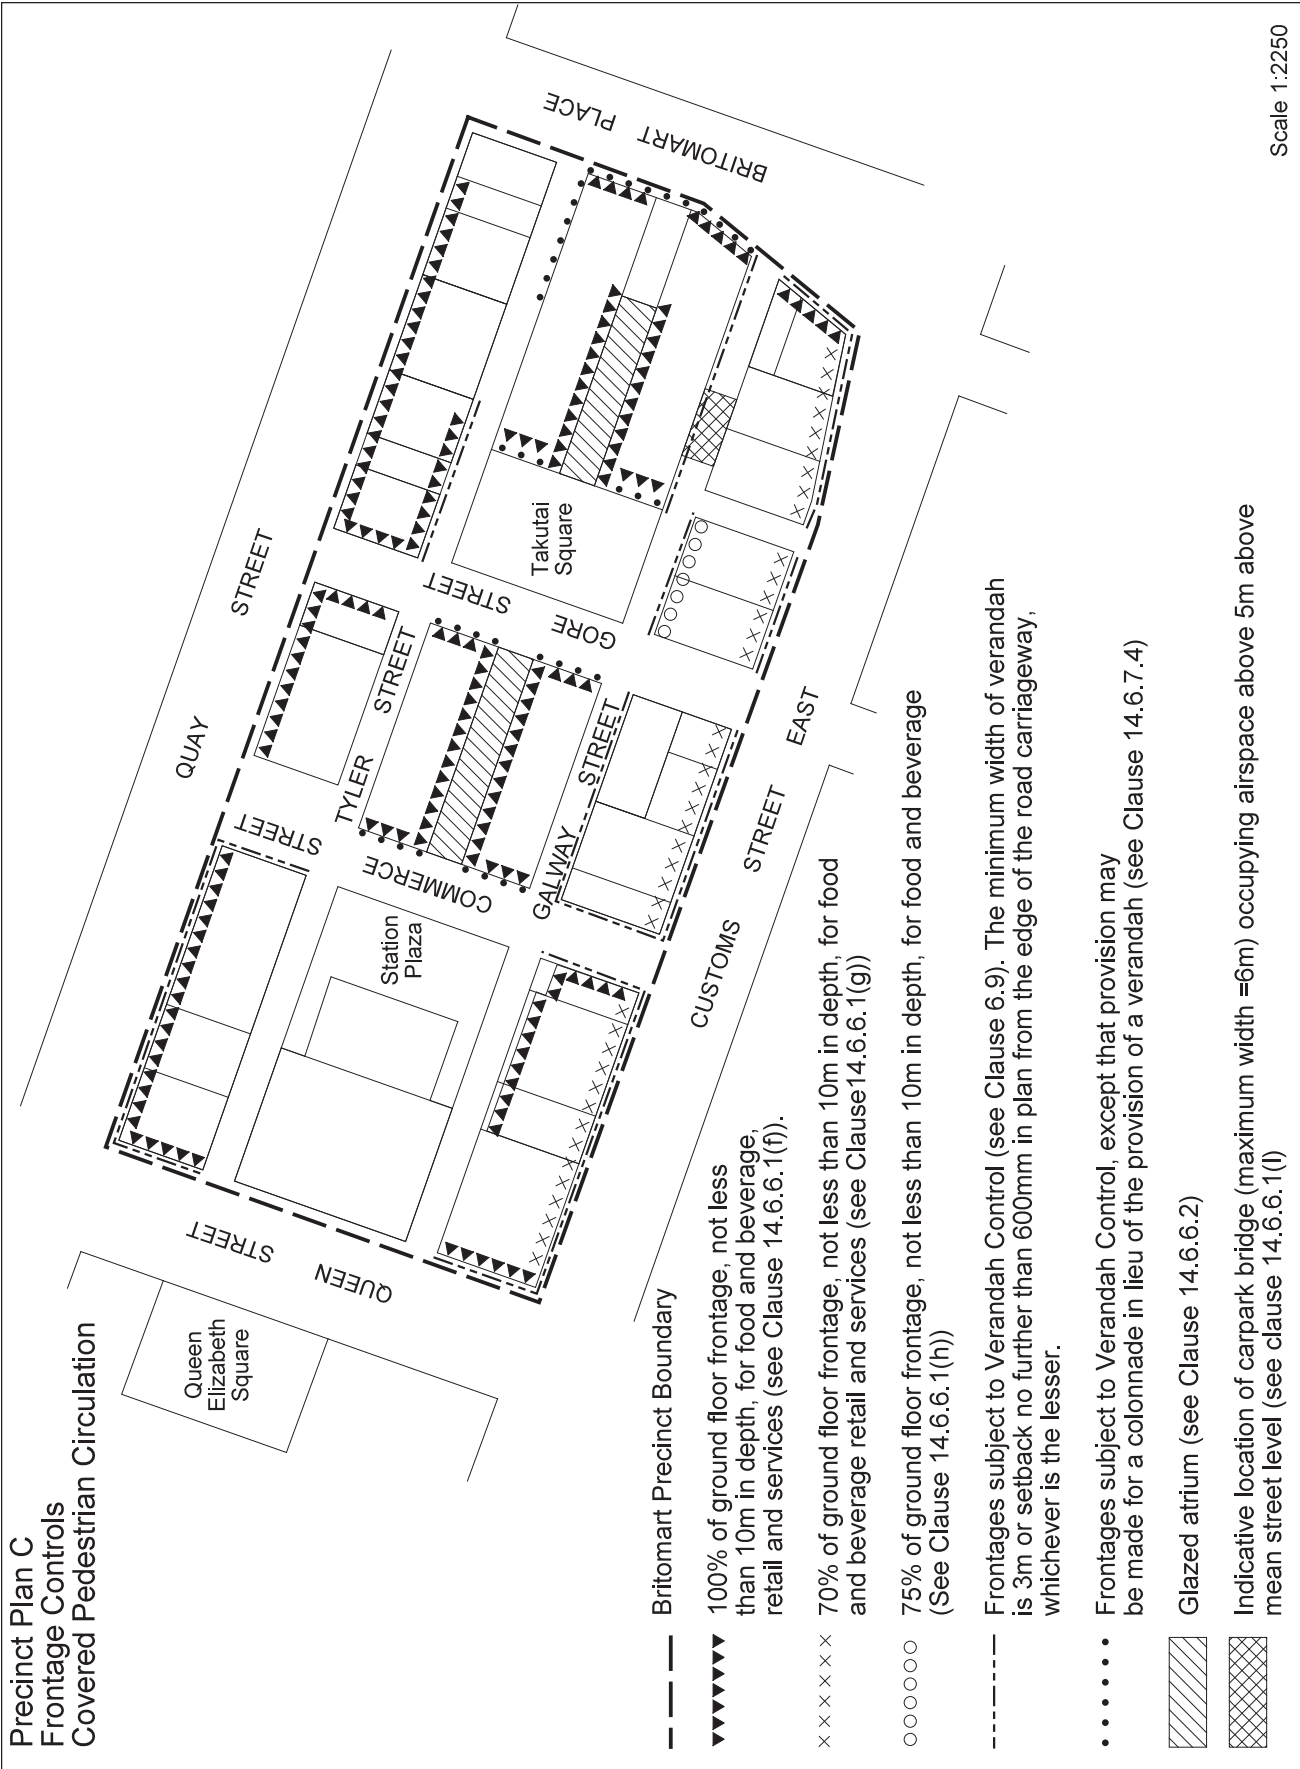 Precinct Plan C
Frontage Controls
Covered Pedestrian Circulation
Queen
Elizabeth
Square
QUEEN STREET
QUAY STREET
Station
Plaza
COMMERCE STREET
TYLER STREET
GALWAY STREET
GORE STREET
Takutai
Square
BRITOMART PLACE
CUSTOMS STREET EAST
Britomart Precinct Boundary
100% of ground floor frontage, not less
than 10m in depth, for food and beverage,
retail and services (see Clause 14.6.6.1(f)).
70% of ground floor frontage, not less than 10m in depth, for food
and beverage retail and services (see Clause14.6.6.1(g))
75% of ground floor frontage, not less than 10m in depth, for food and beverage
(See Clause 14.6.6.1(h))
Frontages subject to Verandah Control (see Clause 6.9). The minimum width of verandah
is 3m or setback no further than 600mm in plan from the edge of the road carriageway,
whichever is the lesser.
Frontages subject to Verandah Control, except that provision may
be made for a colonnade in lieu of the provision of a verandah (see Clause 14.6.7.4)
Glazed atrium (see Clause 14.6.6.2)
Indicative location of carpark bridge (maximum width =6m) occupying airspace above 5m above
mean street level (see clause 14.6.6.1(l)
Scale 1:2250